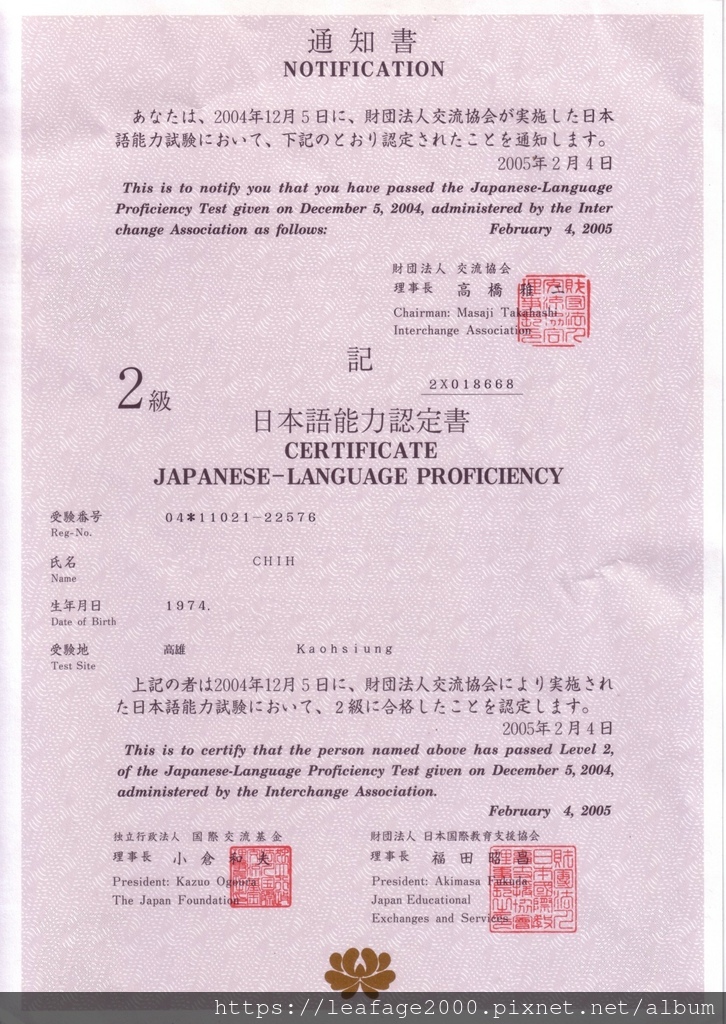 通知書
NOTIFICATION
あなたは、2004年12月5日に、財団法人交流協会が実施した日本
語能力試験において、下記のとおり認定されたことを通知します。
2005年2月4日
This is to notify you that you have passed the Japanese-Language
Proficiency Test given on December 5, 2004, administered by the Inter
change Association as follows: February 4, 2005
財団法人 交流協会
理事長 高橋雅二
Chairman: Masaji Takahashi
Interchange Association
記
2級
2X018668
日本語能力認定書
CERTIFICATE
JAPANESE-LANGUAGE PROFICIENCY
受験番号 04*11021-22576
Reg-No.
氏名 CHIH
Name
生年月日 1974.
Date of Birth
受験地 高雄 Kaohsiung
Test Site
上記の者は2004年12月5日に、財団法人交流協会により実施され
た日本語能力試験において、2級に合格したことを認定します。
2005年2月4日
This is to certify that the person named above has passed Level 2,
of the Japanese-Language Proficiency Test given on December 5, 2004,
administered by the Interchange Association.
February 4, 2005
独立行政法人 国際交流基金
理事長 小倉和夫
President: Kazuo Ogoura
The Japan Foundation
財団法人 日本国際教育支援協会
理事長 福田昭昌
President: Akimasa Fukuda
Japan Educational
Exchanges and Services
https://leafage2000.pixnet.net/album